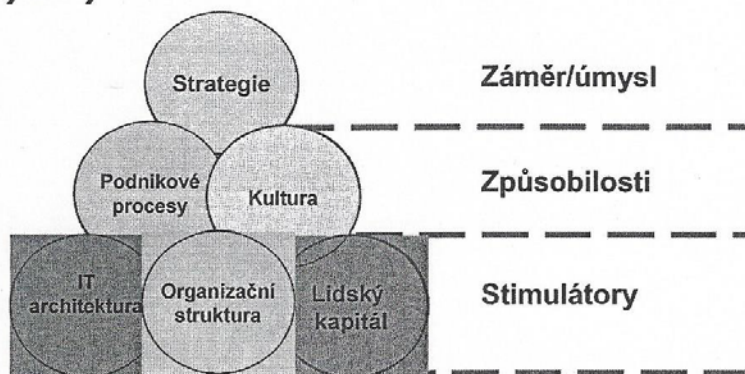 Strategie
Záměr/úmysl
Podnikové
procesy
Kultura
Způsobilosti
IT
architektura
Organizační
struktura
Lidský
kapitál
Stimulátory